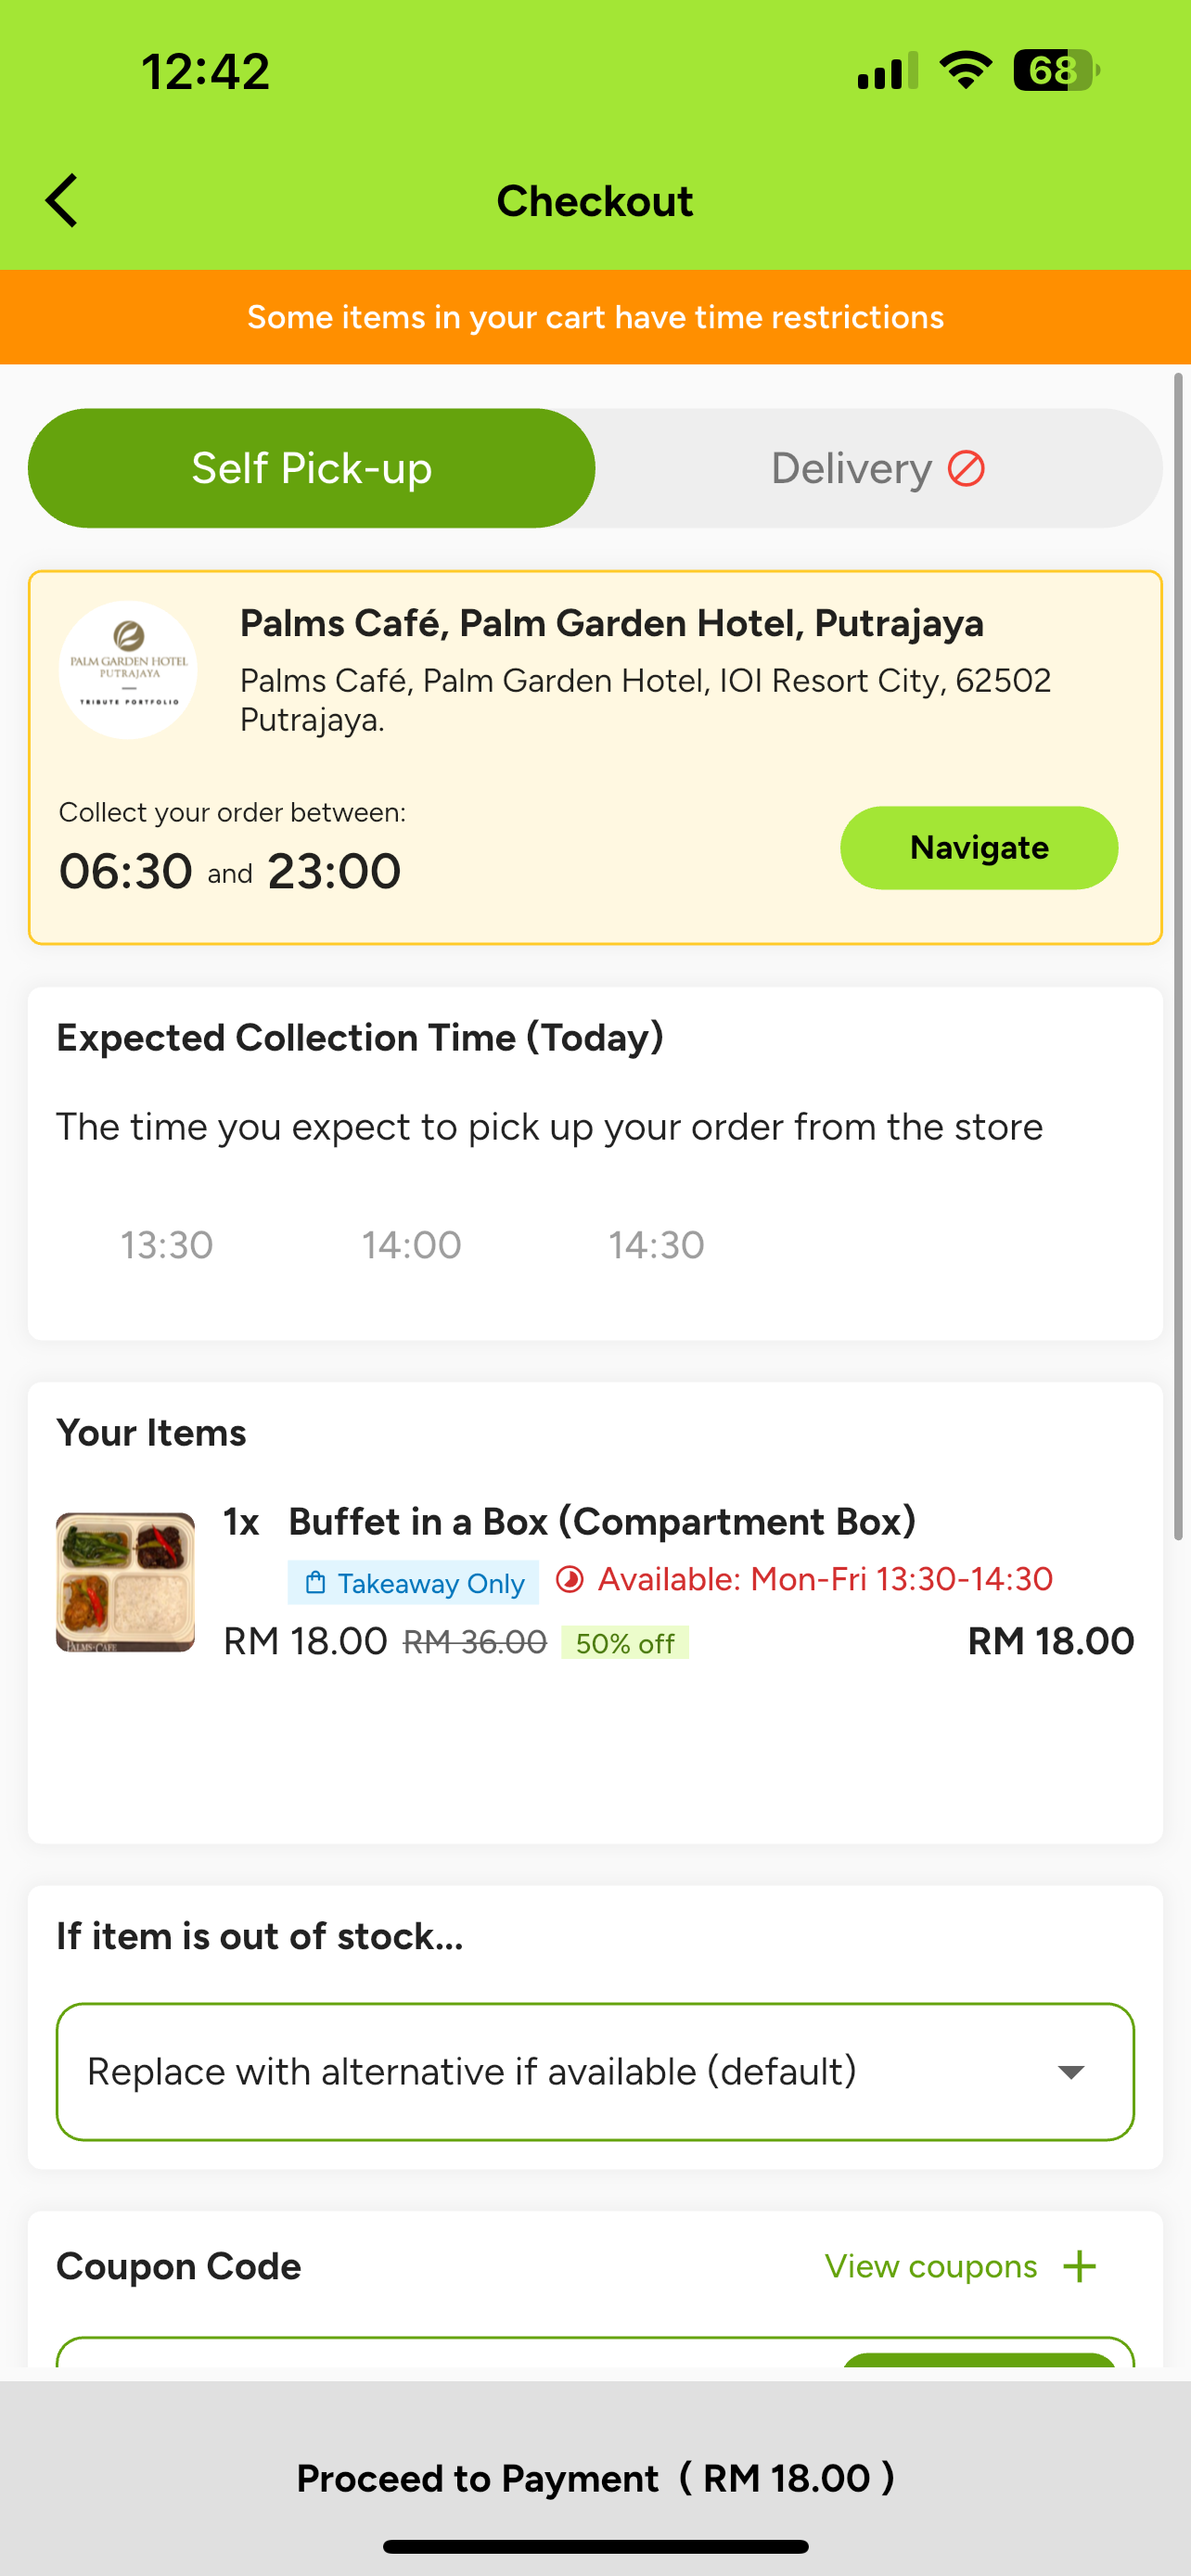 12:42
68
Checkout
Some items in your cart have time restrictions
Self Pick-up
Delivery
PALM GARDEN HOTEL
PUTRAJAYA
TRIBUTE PORTFOLIO
Palms Café, Palm Garden Hotel, Putrajaya
Palms Café, Palm Garden Hotel, IOI Resort City, 62502
Putrajaya.
Collect your order between:
06:30 and 23:00
Navigate
Expected Collection Time (Today)
The time you expect to pick up your order from the store
13:30 14:00 14:30
Your Items
1x Buffet in a Box (Compartment Box)
Takeaway Only Available: Mon-Fri 13:30-14:30
RM 18.00 RM 36.00 50% off RM 18.00
PALMS CAFE
If item is out of stock...
Replace with alternative if available (default)
Coupon Code
View coupons +
Proceed to Payment ( RM 18.00 )